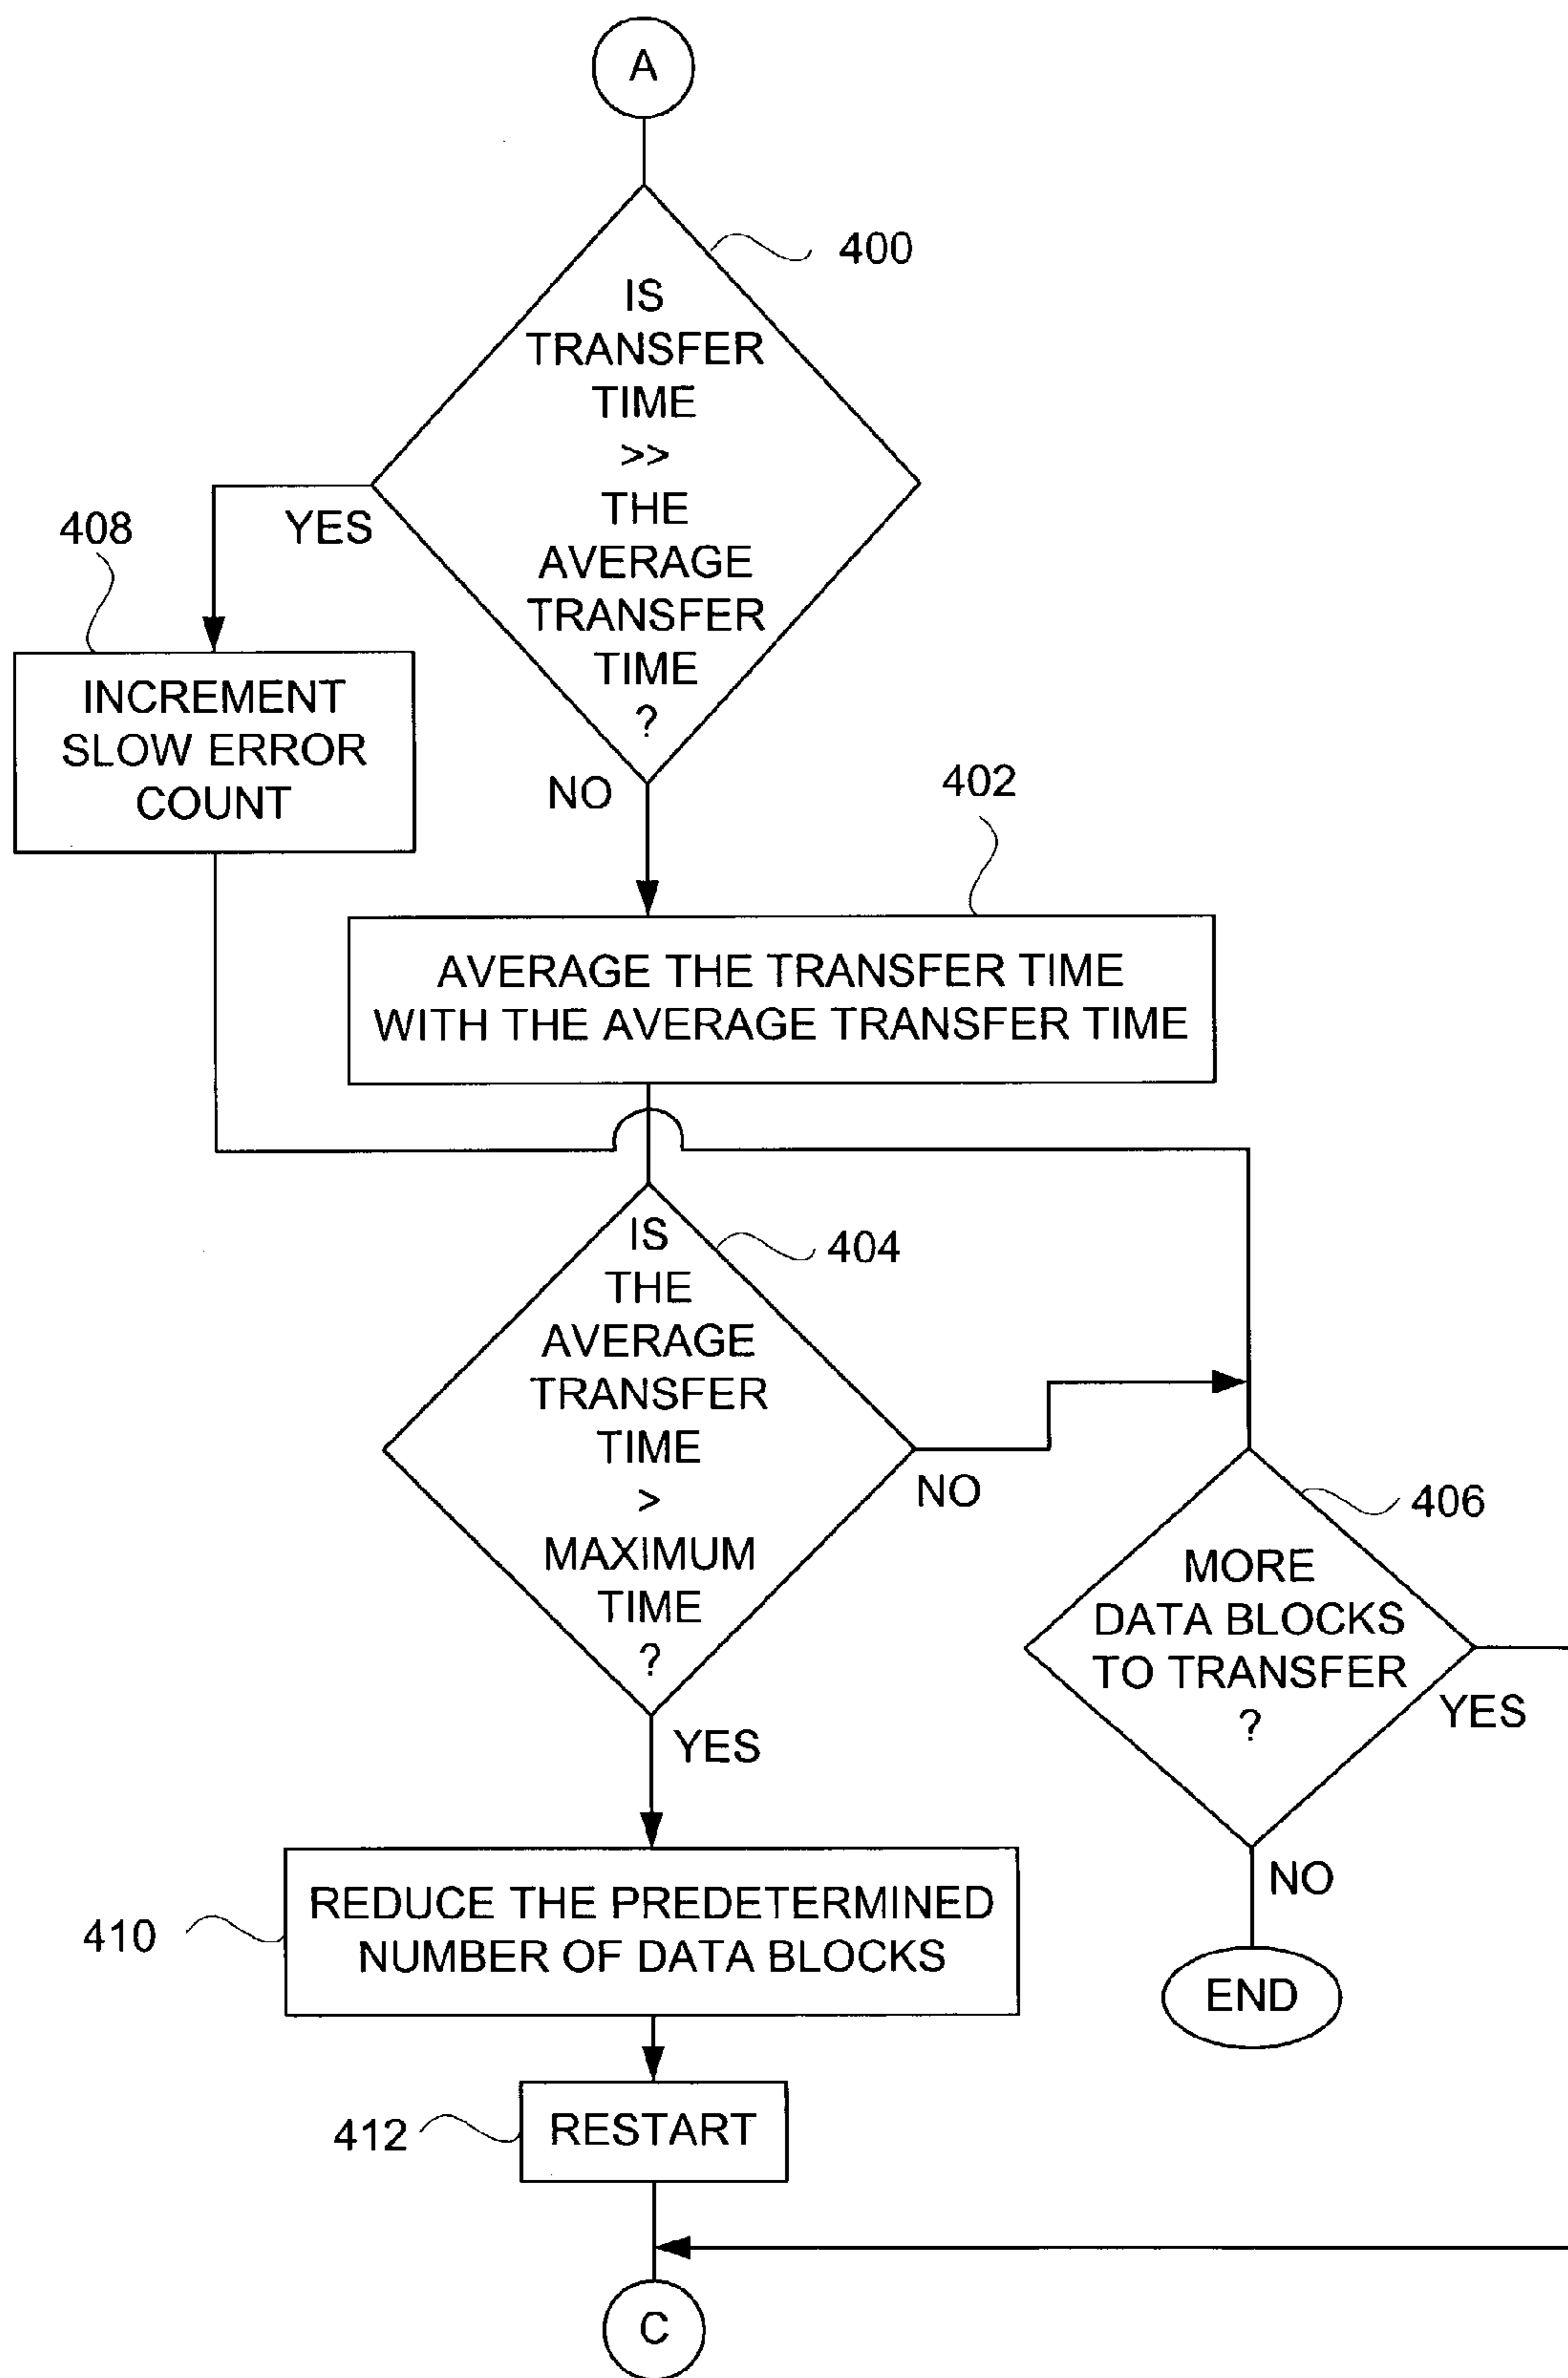 A
400
IS
TRANSFER
TIME
>>
THE
AVERAGE
TRANSFER
TIME
?
YES
408
INCREMENT
SLOW ERROR
COUNT
NO
402
AVERAGE THE TRANSFER TIME
WITH THE AVERAGE TRANSFER TIME
404
IS
THE
AVERAGE
TRANSFER
TIME
>
MAXIMUM
TIME
?
NO
406
MORE
DATA BLOCKS
TO TRANSFER
?
YES
YES
NO
410
REDUCE THE PREDETERMINED
NUMBER OF DATA BLOCKS
END
412
RESTART
C